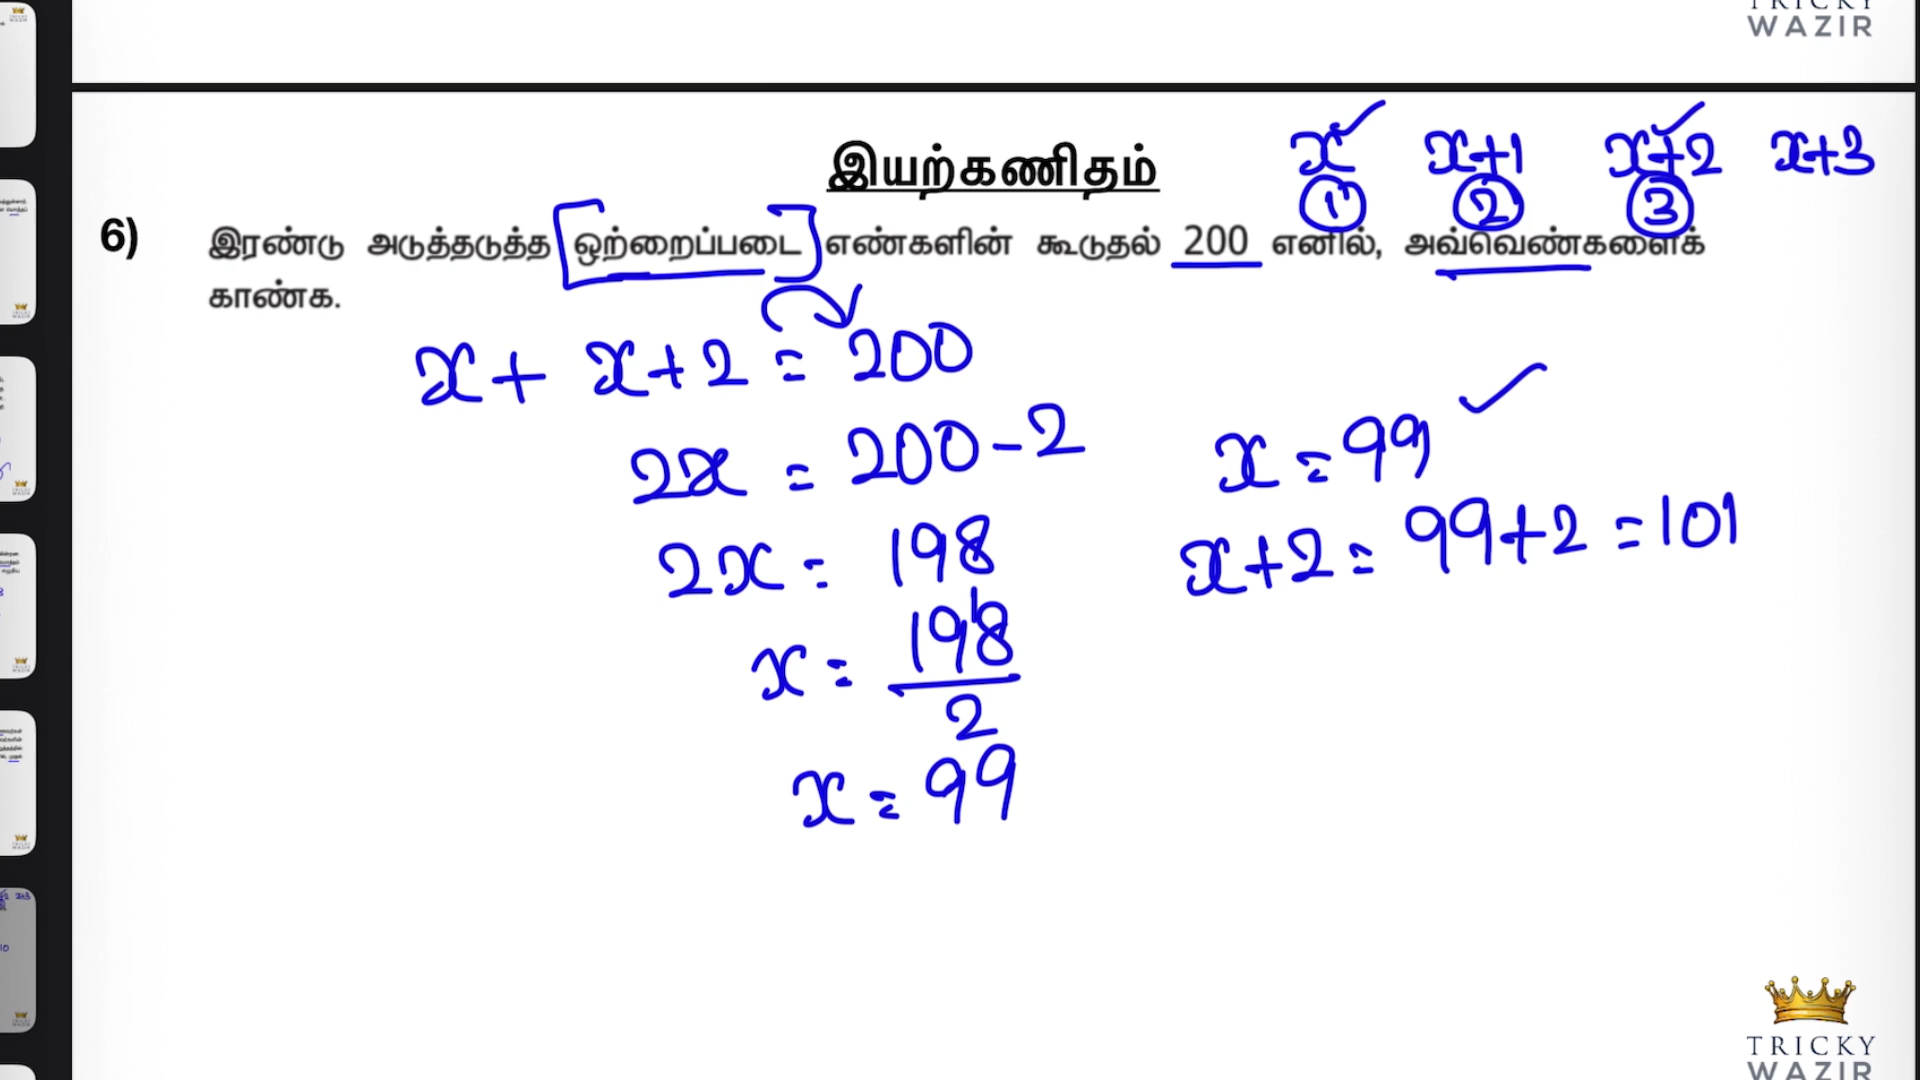 TRICKY
WAZIR
இயற்கணிதம்
x x+1 x+2 x+3
1 2 3
6) இரண்டு அடுத்தடுத்த ஒற்றைப்படை எண்களின் கூடுதல் 200 எனில், அவ்வெண்களைக்
காண்க.
x + x+2 = 200
2x = 200-2
2x = 198
x = 198/2
x = 99
x = 99
x+2 = 99+2 = 101
TRICKY
WAZIR